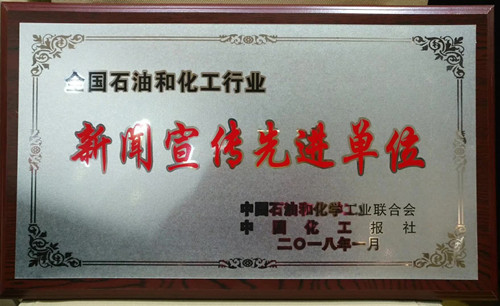 全国石油和化工行业
新闻宣传先进单位
中国石油和化学工业联合会
中国化工报社
二〇一八年一月